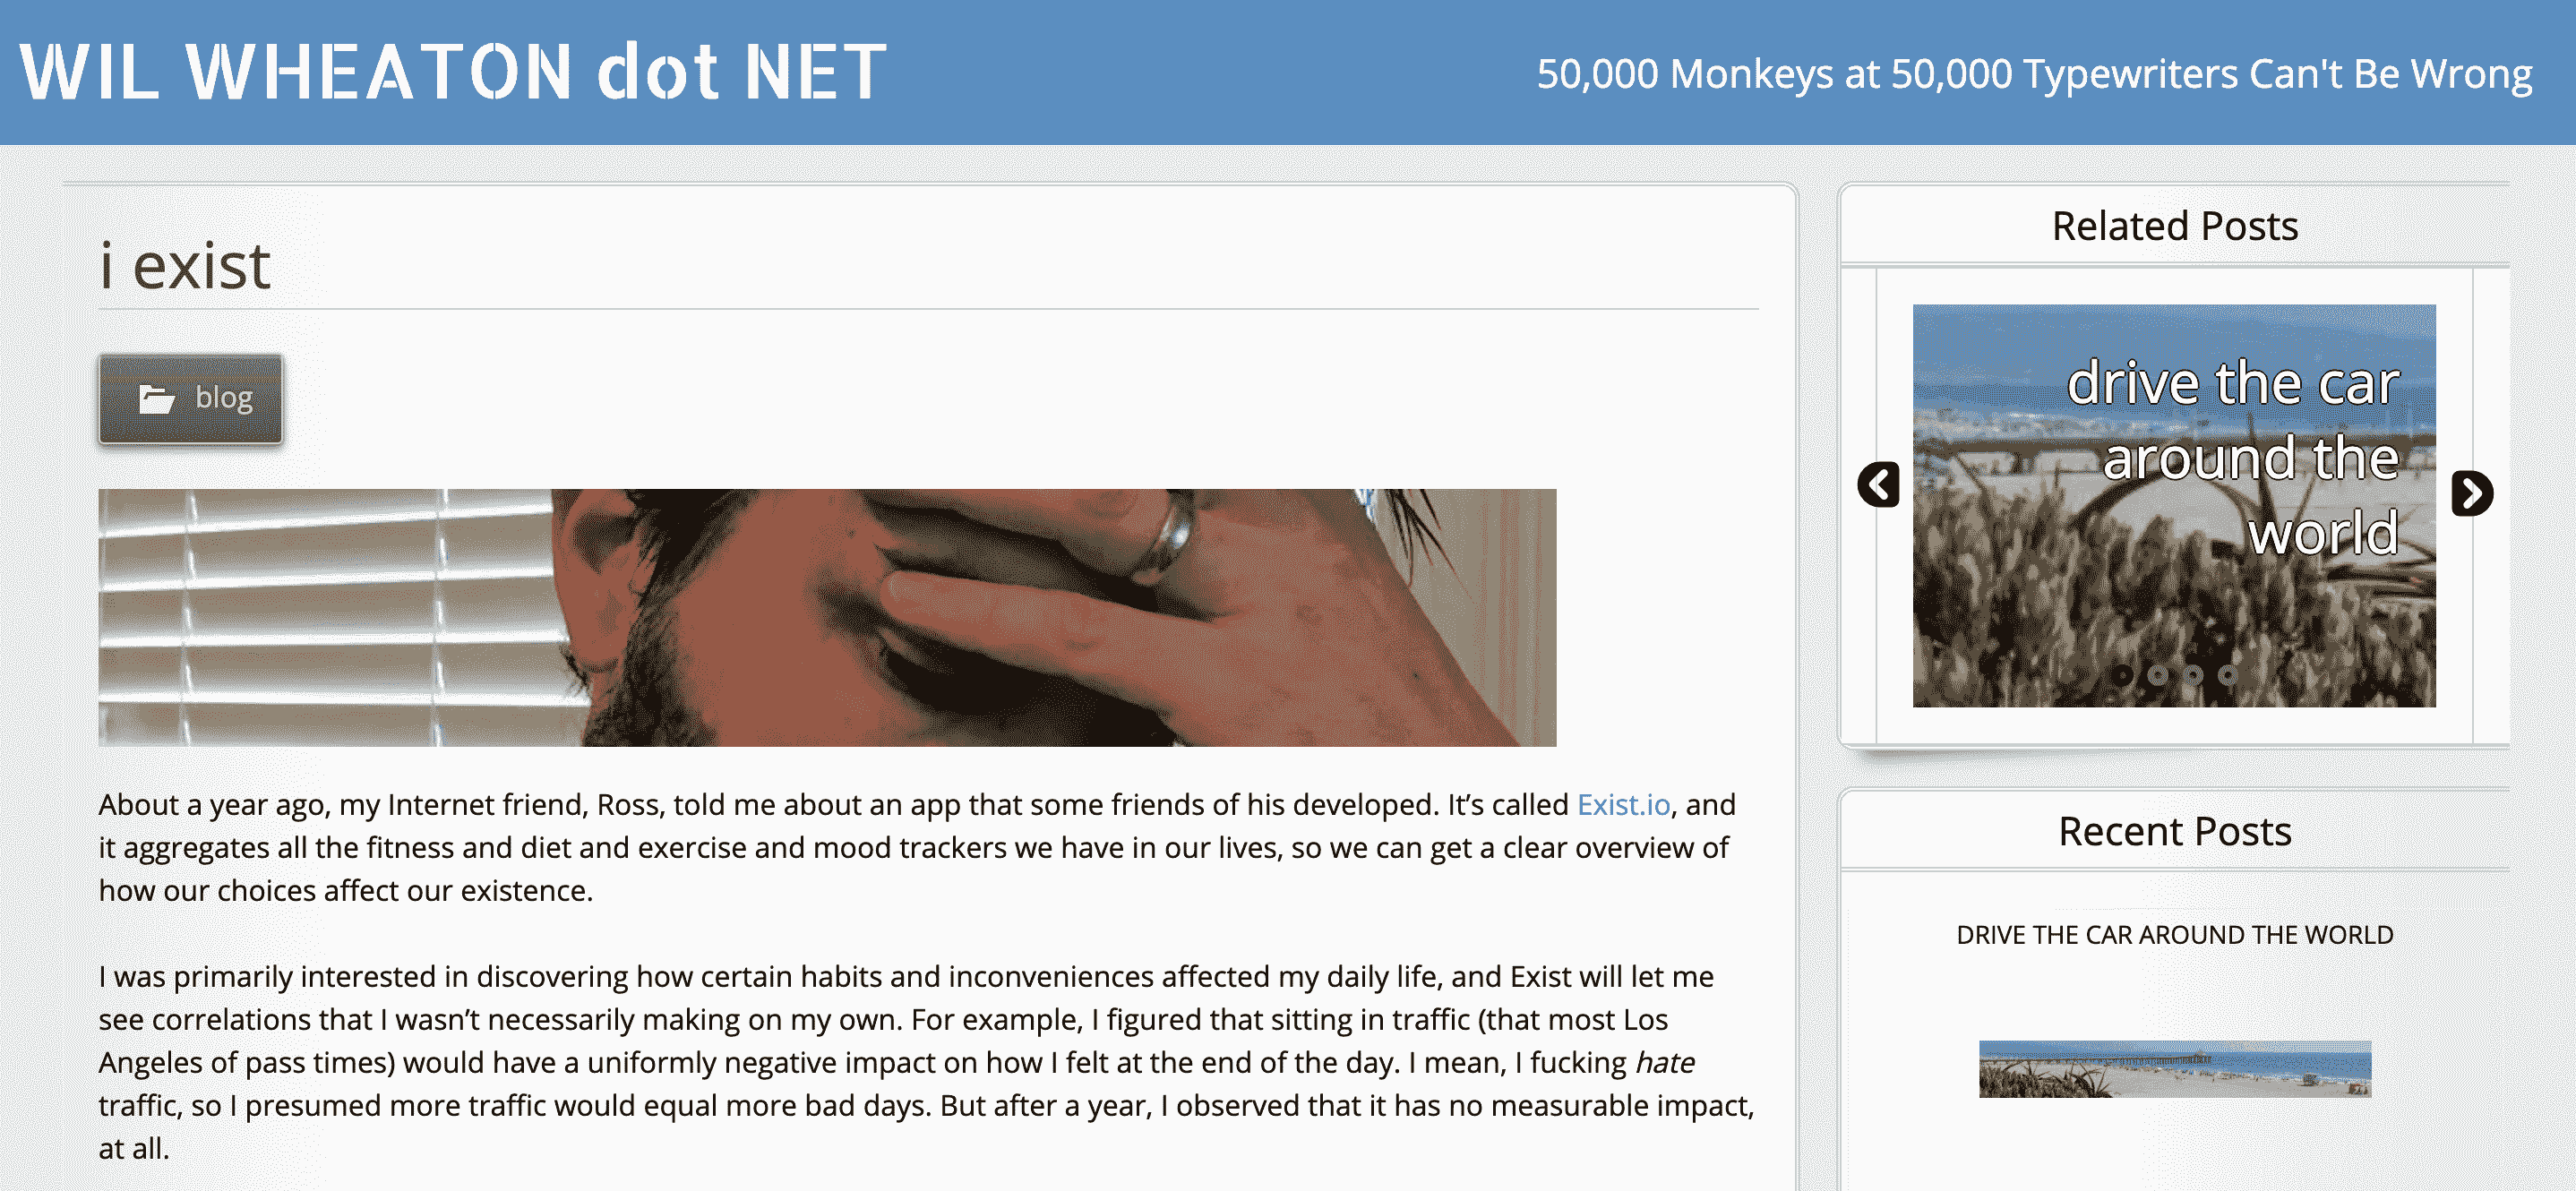 WIL WHEATON dot NET
50,000 Monkeys at 50,000 Typewriters Can't Be Wrong
i exist
blog
About a year ago, my Internet friend, Ross, told me about an app that some friends of his developed. It’s called Exist.io, and
it aggregates all the fitness and diet and exercise and mood trackers we have in our lives, so we can get a clear overview of
how our choices affect our existence.
I was primarily interested in discovering how certain habits and inconveniences affected my daily life, and Exist will let me
see correlations that I wasn’t necessarily making on my own. For example, I figured that sitting in traffic (that most Los
Angeles of pass times) would have a uniformly negative impact on how I felt at the end of the day. I mean, I fucking hate
traffic, so I presumed more traffic would equal more bad days. But after a year, I observed that it has no measurable impact,
at all.
Related Posts
drive the car
around the
world
Recent Posts
DRIVE THE CAR AROUND THE WORLD